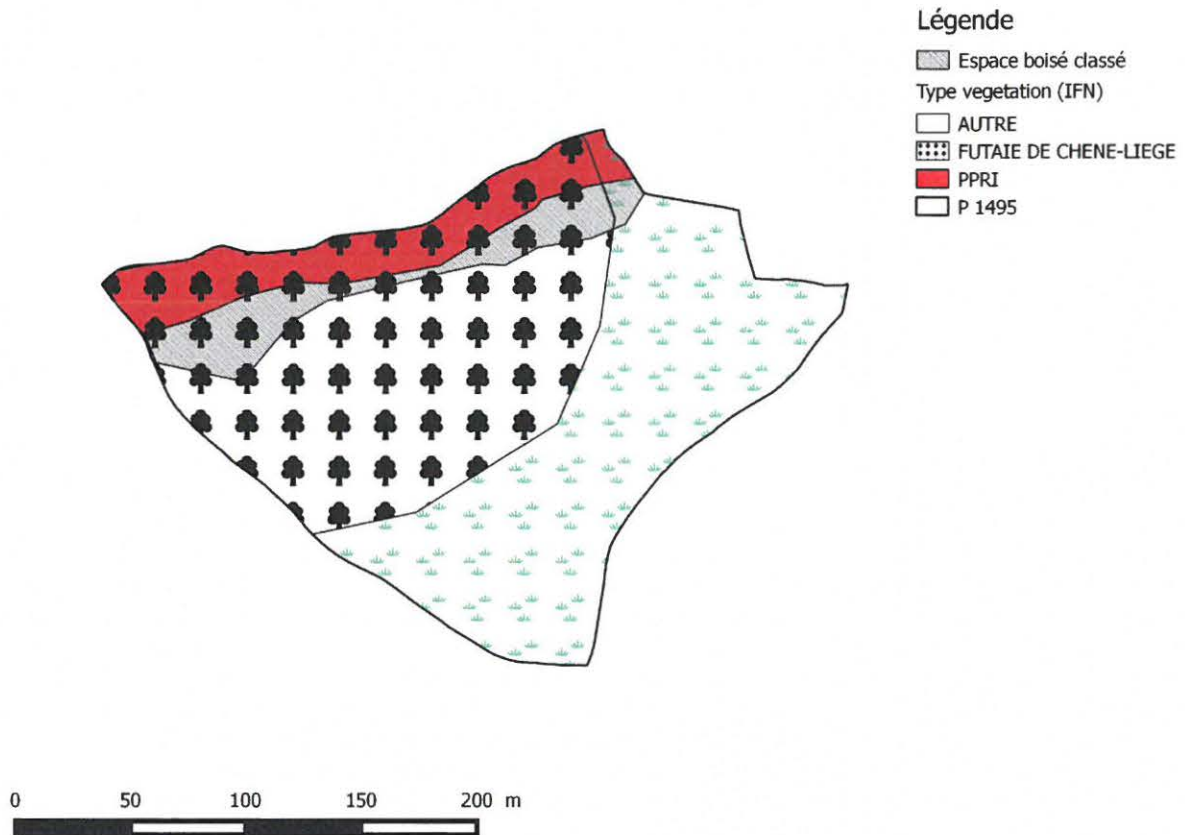 Légende
Espace boisé classé
Type vegetation (IFN)
AUTRE
FUTAIE DE CHENE-LIEGE
PPRI
P 1495
0 50 100 150 200 m